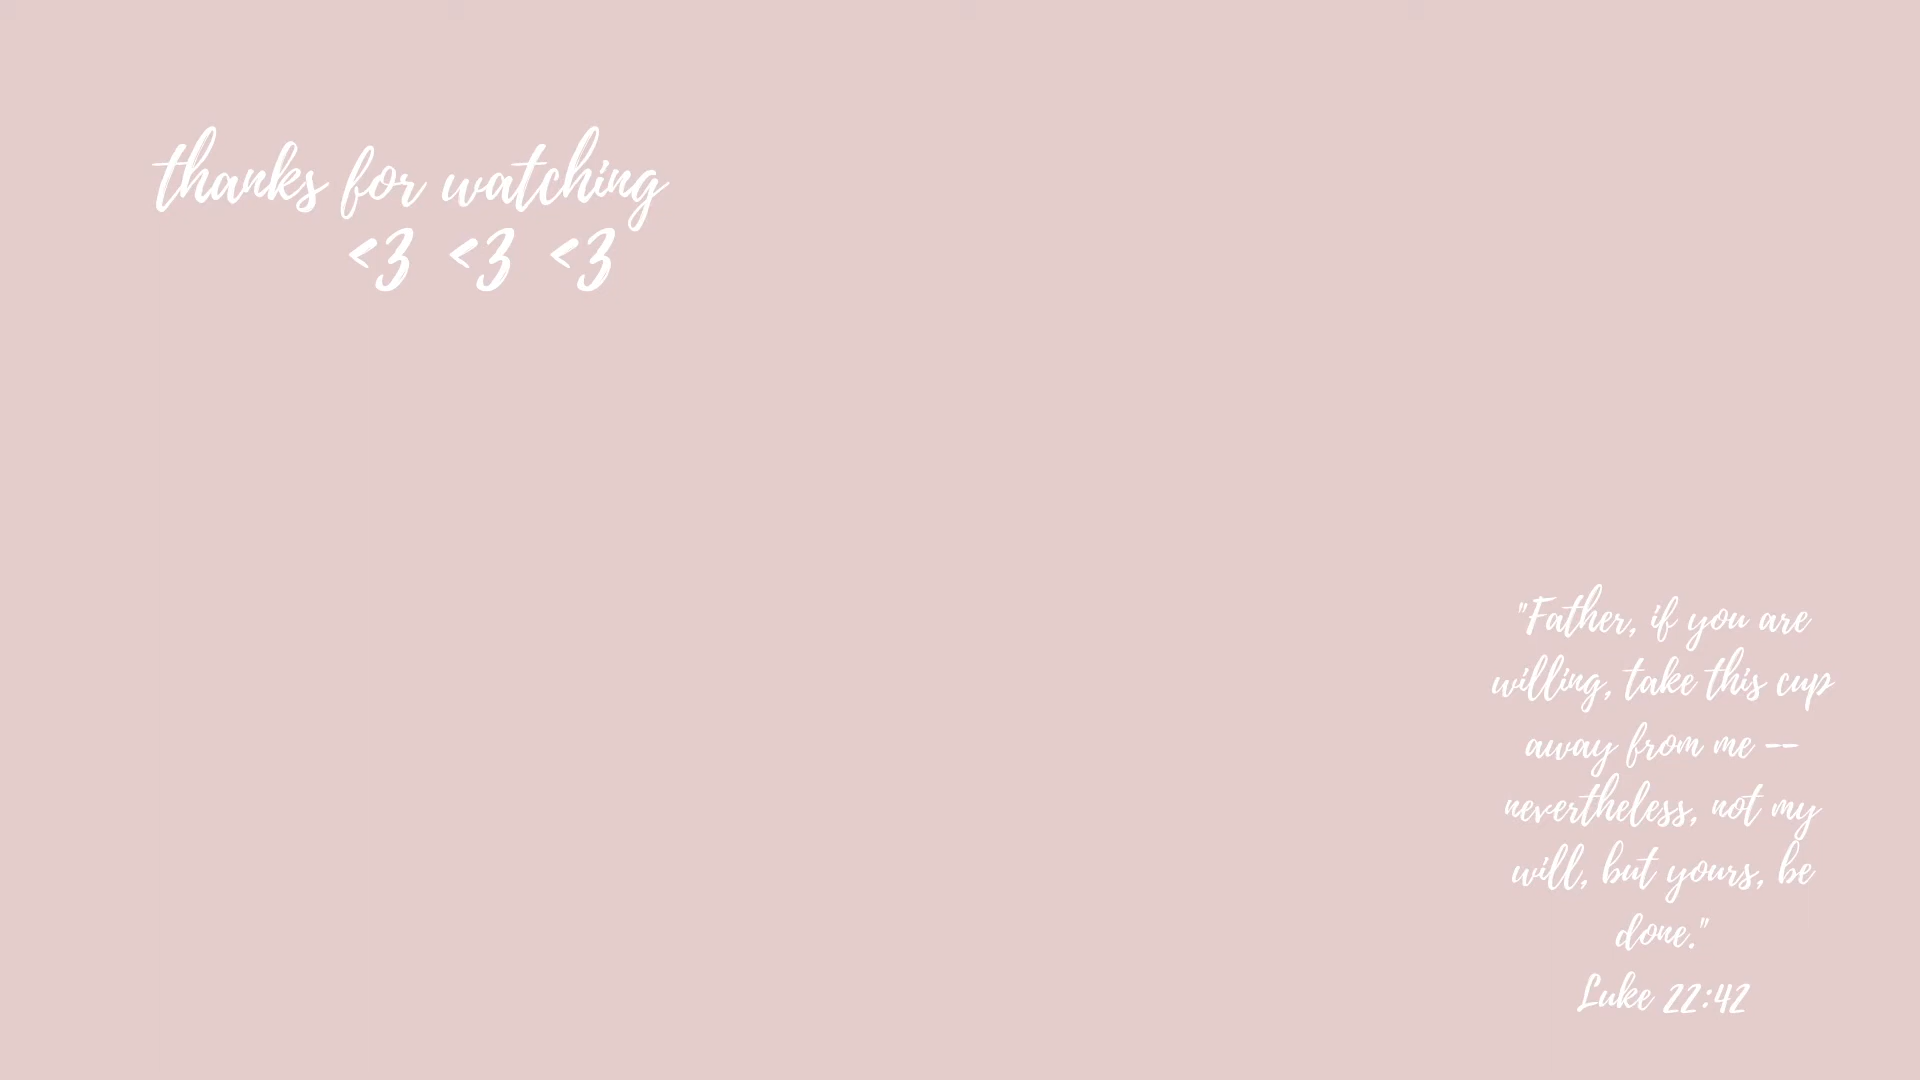 thanks for watching
<3 <3 <3
"Father, if you are
willing, take this cup
away from me --
nevertheless, not my
will, but yours, be
done."
Luke 22:42